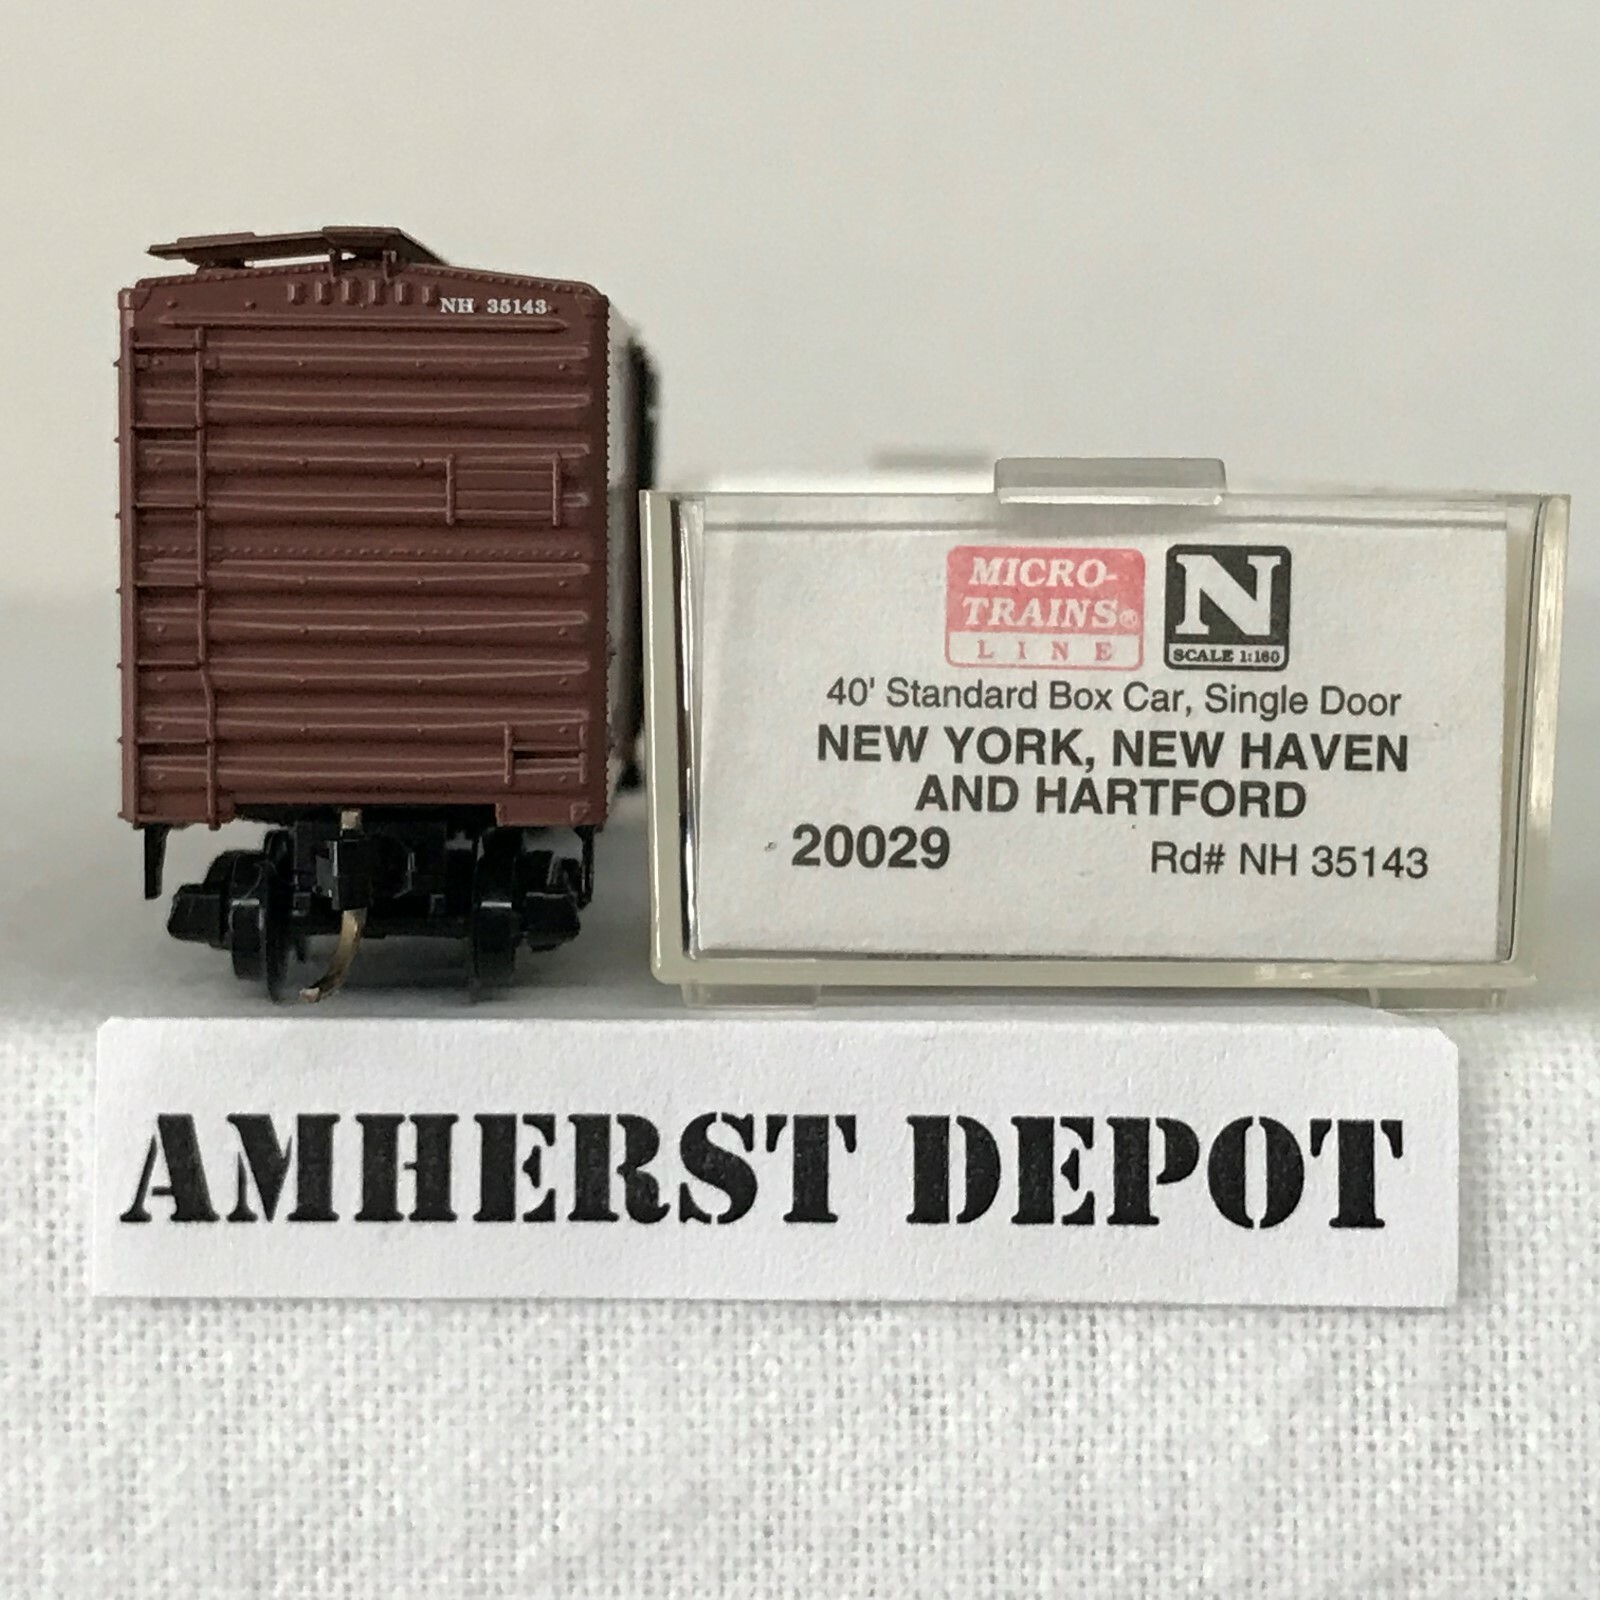 NH 35143
MICRO-
TRAINS®
LINE
N
SCALE 1:160
40' Standard Box Car, Single Door
NEW YORK, NEW HAVEN
AND HARTFORD
20029 Rd# NH 35143
AMHERST DEPOT